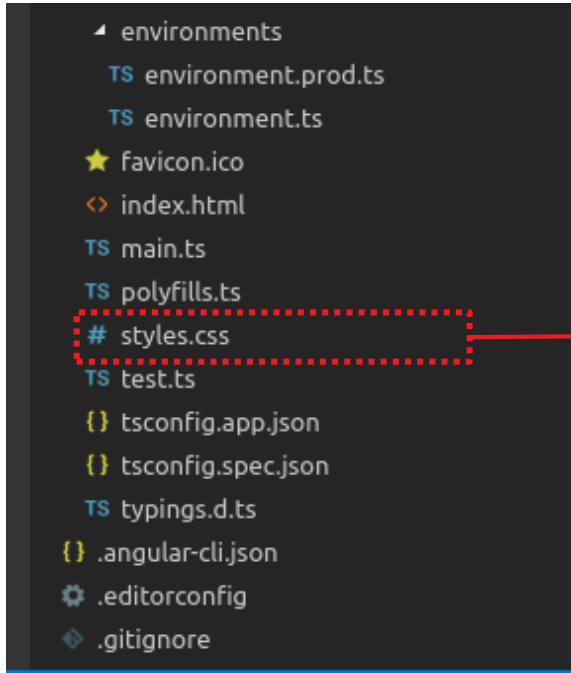 environments
TS environment.prod.ts
TS environment.ts
favicon.ico
<> index.html
TS main.ts
TS polyfills.ts
# styles.css
TS test.ts
{} tsconfig.app.json
{} tsconfig.spec.json
TS typings.d.ts
{} .angular-cli.json
.editorconfig
.gitignore